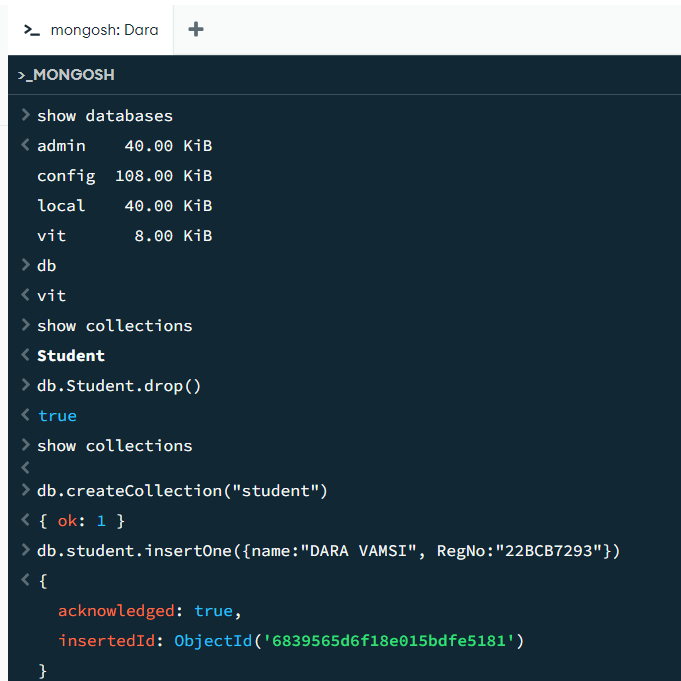 >_ mongosh: Dara +
>_MONGOSH
> show databases
< admin    40.00 KiB
  config  108.00 KiB
  local    40.00 KiB
  vit       8.00 KiB
> db
< vit
> show collections
< Student
> db.Student.drop()
< true
> show collections
<
> db.createCollection("student")
< { ok: 1 }
> db.student.insertOne({name:"DARA VAMSI", RegNo:"22BCB7293"})
< {
    acknowledged: true,
    insertedId: ObjectId('6839565d6f18e015bdfe5181')
  }